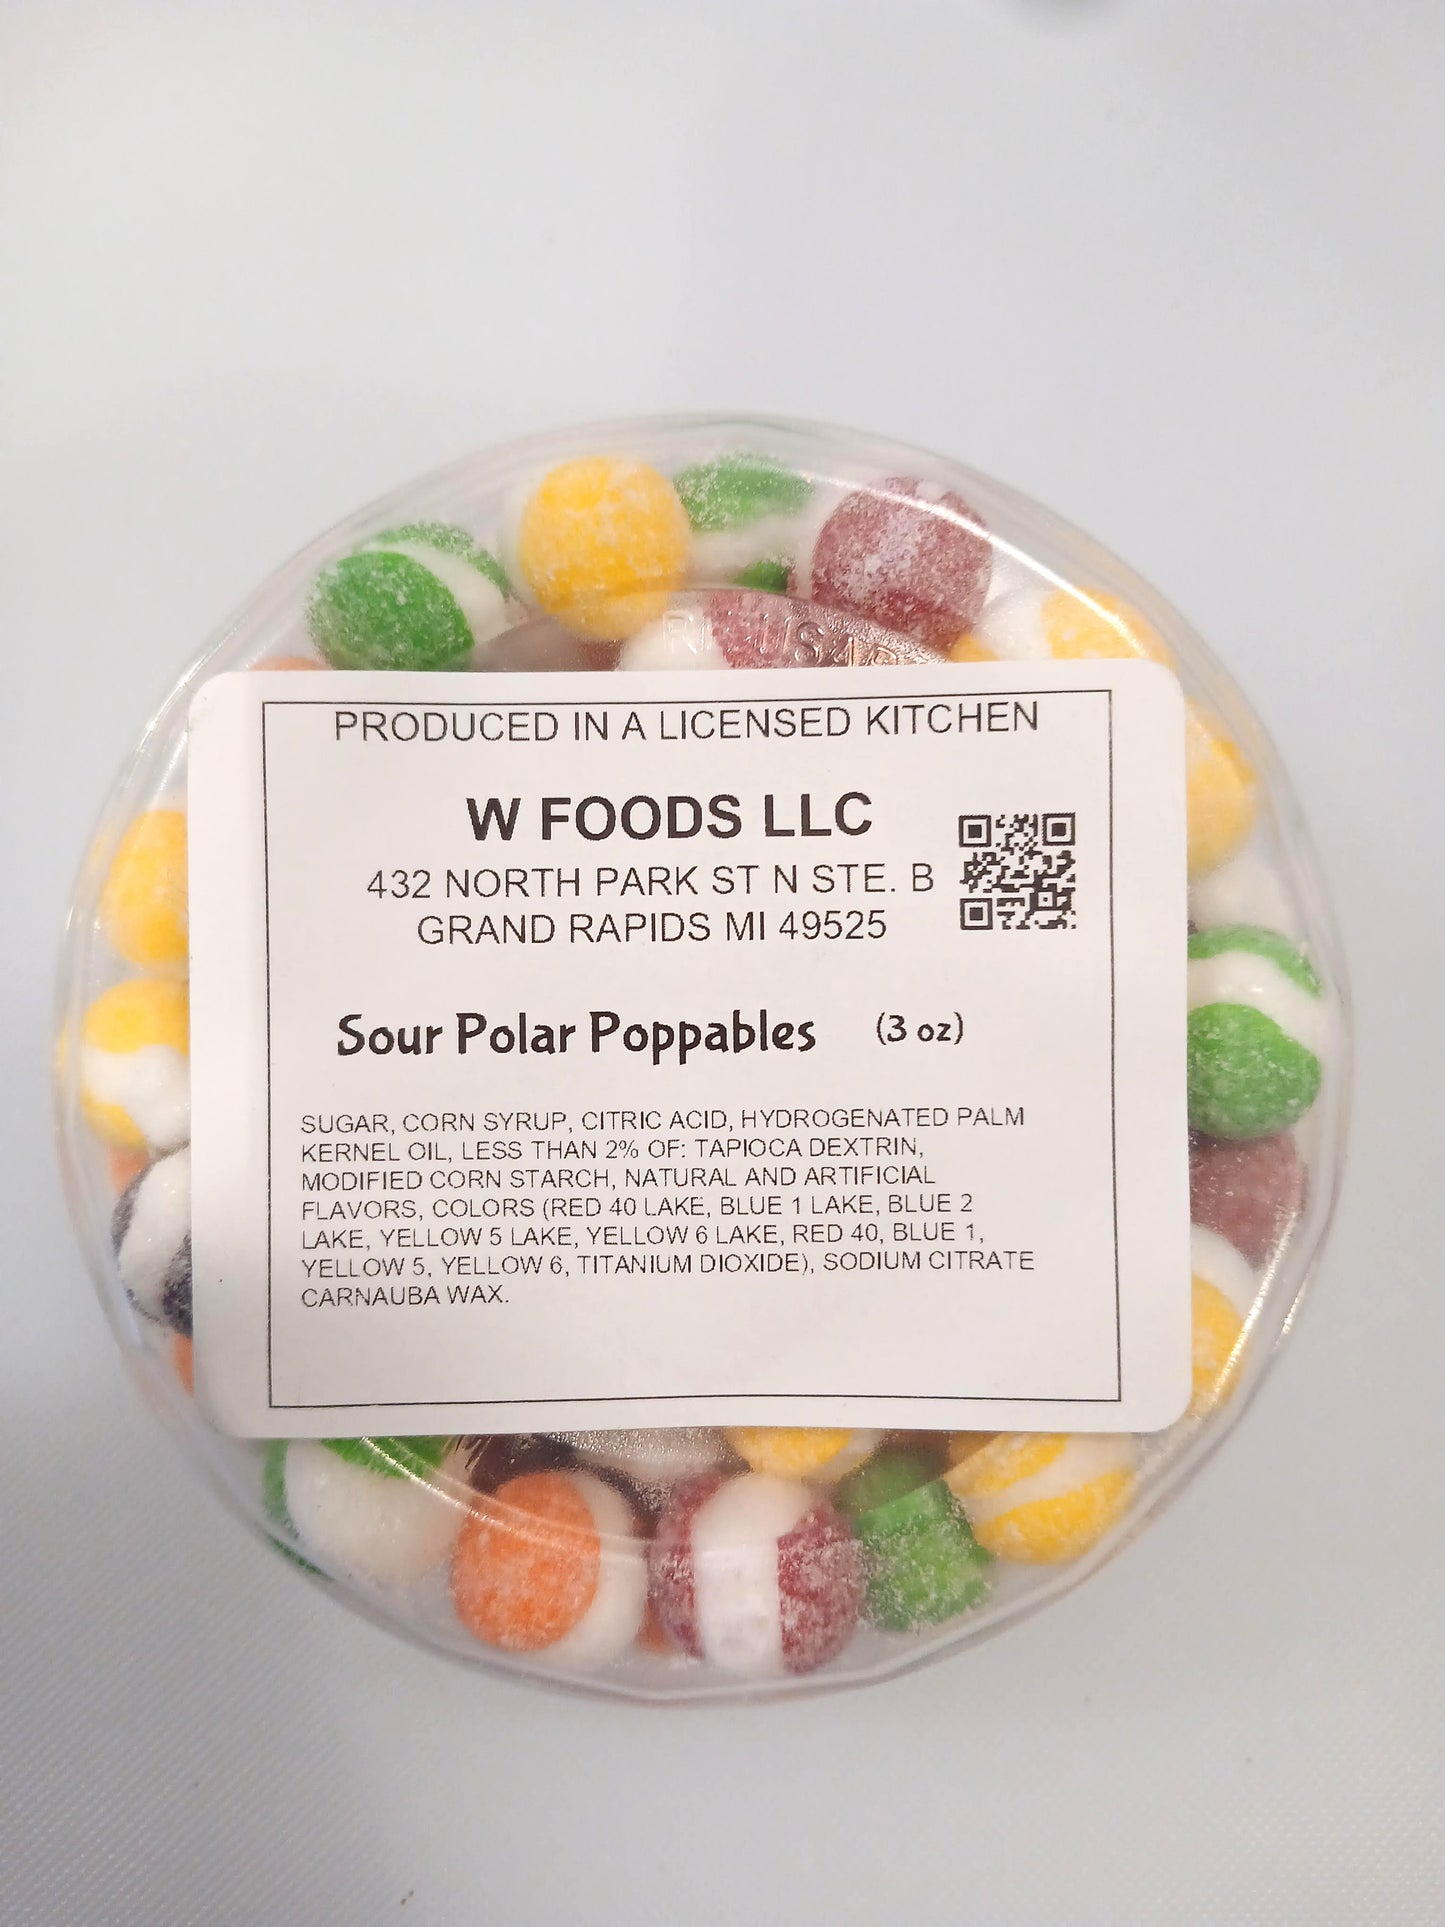 PRODUCED IN A LICENSED KITCHEN
W FOODS LLC
432 NORTH PARK ST N STE. B
GRAND RAPIDS MI 49525
Sour Polar Poppables (3 oz)
SUGAR, CORN SYRUP, CITRIC ACID, HYDROGENATED PALM
KERNEL OIL, LESS THAN 2% OF: TAPIOCA DEXTRIN,
MODIFIED CORN STARCH, NATURAL AND ARTIFICIAL
FLAVORS, COLORS (RED 40 LAKE, BLUE 1 LAKE, BLUE 2
LAKE, YELLOW 5 LAKE, YELLOW 6 LAKE, RED 40, BLUE 1,
YELLOW 5, YELLOW 6, TITANIUM DIOXIDE), SODIUM CITRATE
CARNAUBA WAX.